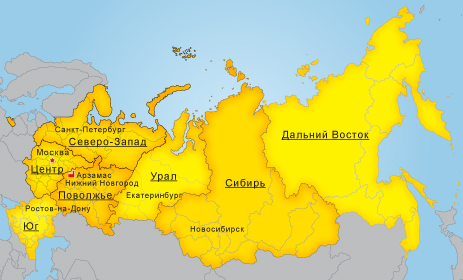 Санкт-Петербург
Северо-Запад
Дальний Восток
Москва
Центр
Арзамас
Урал
Нижний Новгород
Сибирь
Поволжье
Екатеринбург
Ростов-на-Дону
Юг
Новосибирск